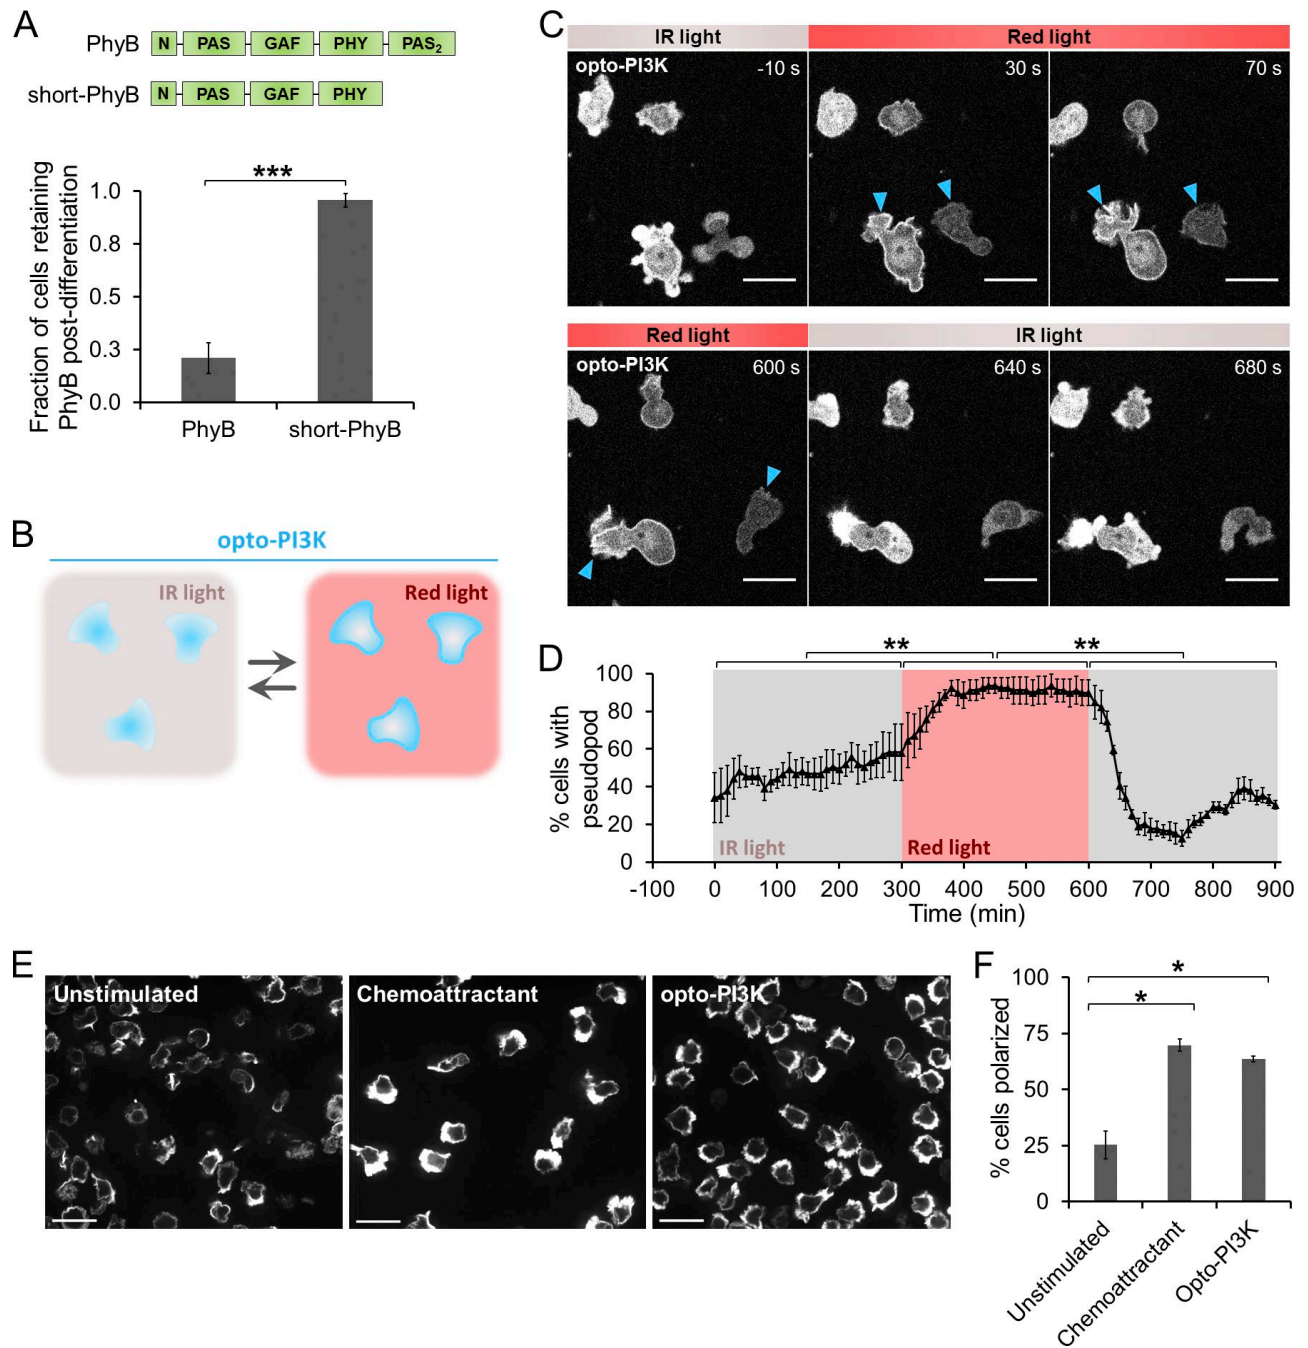 A
PhyB
N PAS GAF PHY PAS2
short-PhyB
N PAS GAF PHY
Fraction of cells retaining
PhyB post-differentiation
***
1.0
0.8
0.5
0.3
0.0
PhyB short-PhyB
B
opto-PI3K
IR light
Red light
C
IR light Red light
opto-PI3K -10 s 30 s 70 s
Red light IR light
opto-PI3K 600 s 640 s 680 s
D
% cells with
pseudopod
** **
100
80
60
40
20
0
IR light Red light
-100 0 100 200 300 400 500 600 700 800 900
Time (min)
E
Unstimulated Chemoattractant opto-PI3K
F
% cells polarized
*
*
100
75
50
25
0
Unstimulated
Chemoattractant
Opto-PI3K